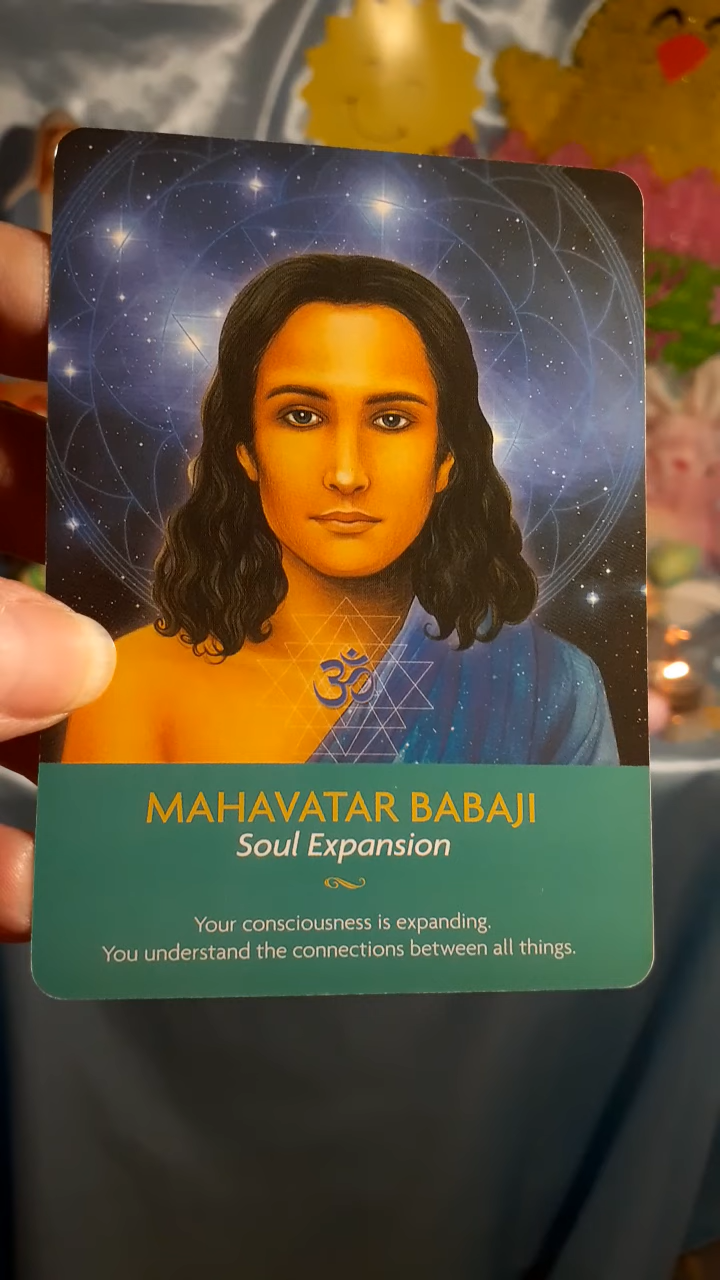 ॐ
MAHAVATAR BABAJI
Soul Expansion
Your consciousness is expanding.
You understand the connections between all things.